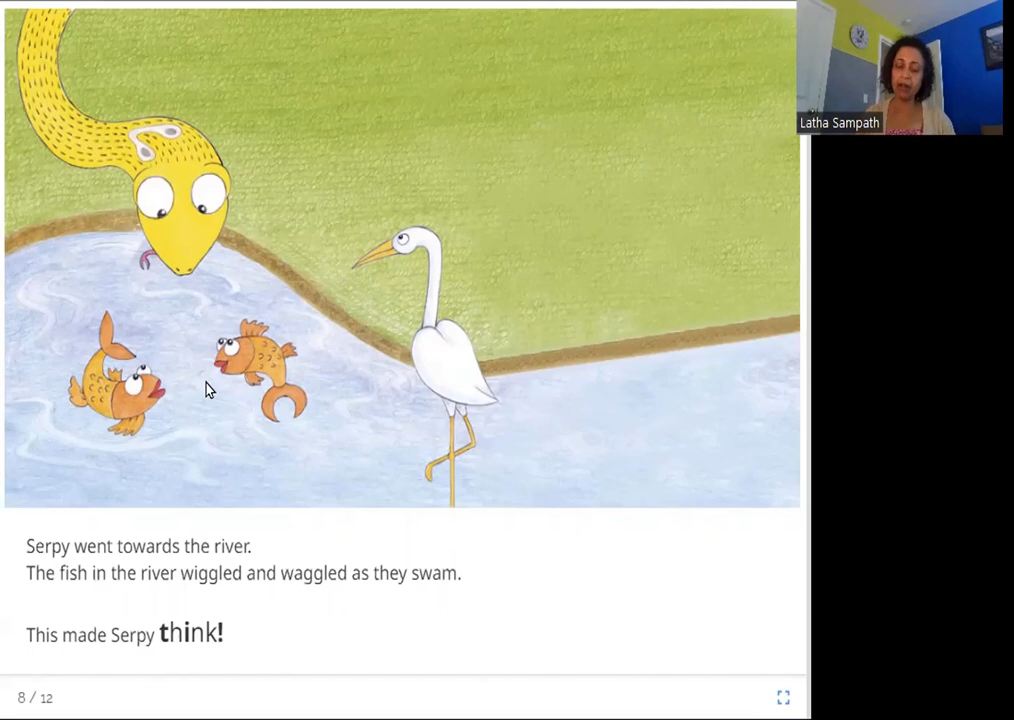 Latha Sampath
Serpy went towards the river.
The fish in the river wiggled and waggled as they swam.
This made Serpy think!
8 / 12